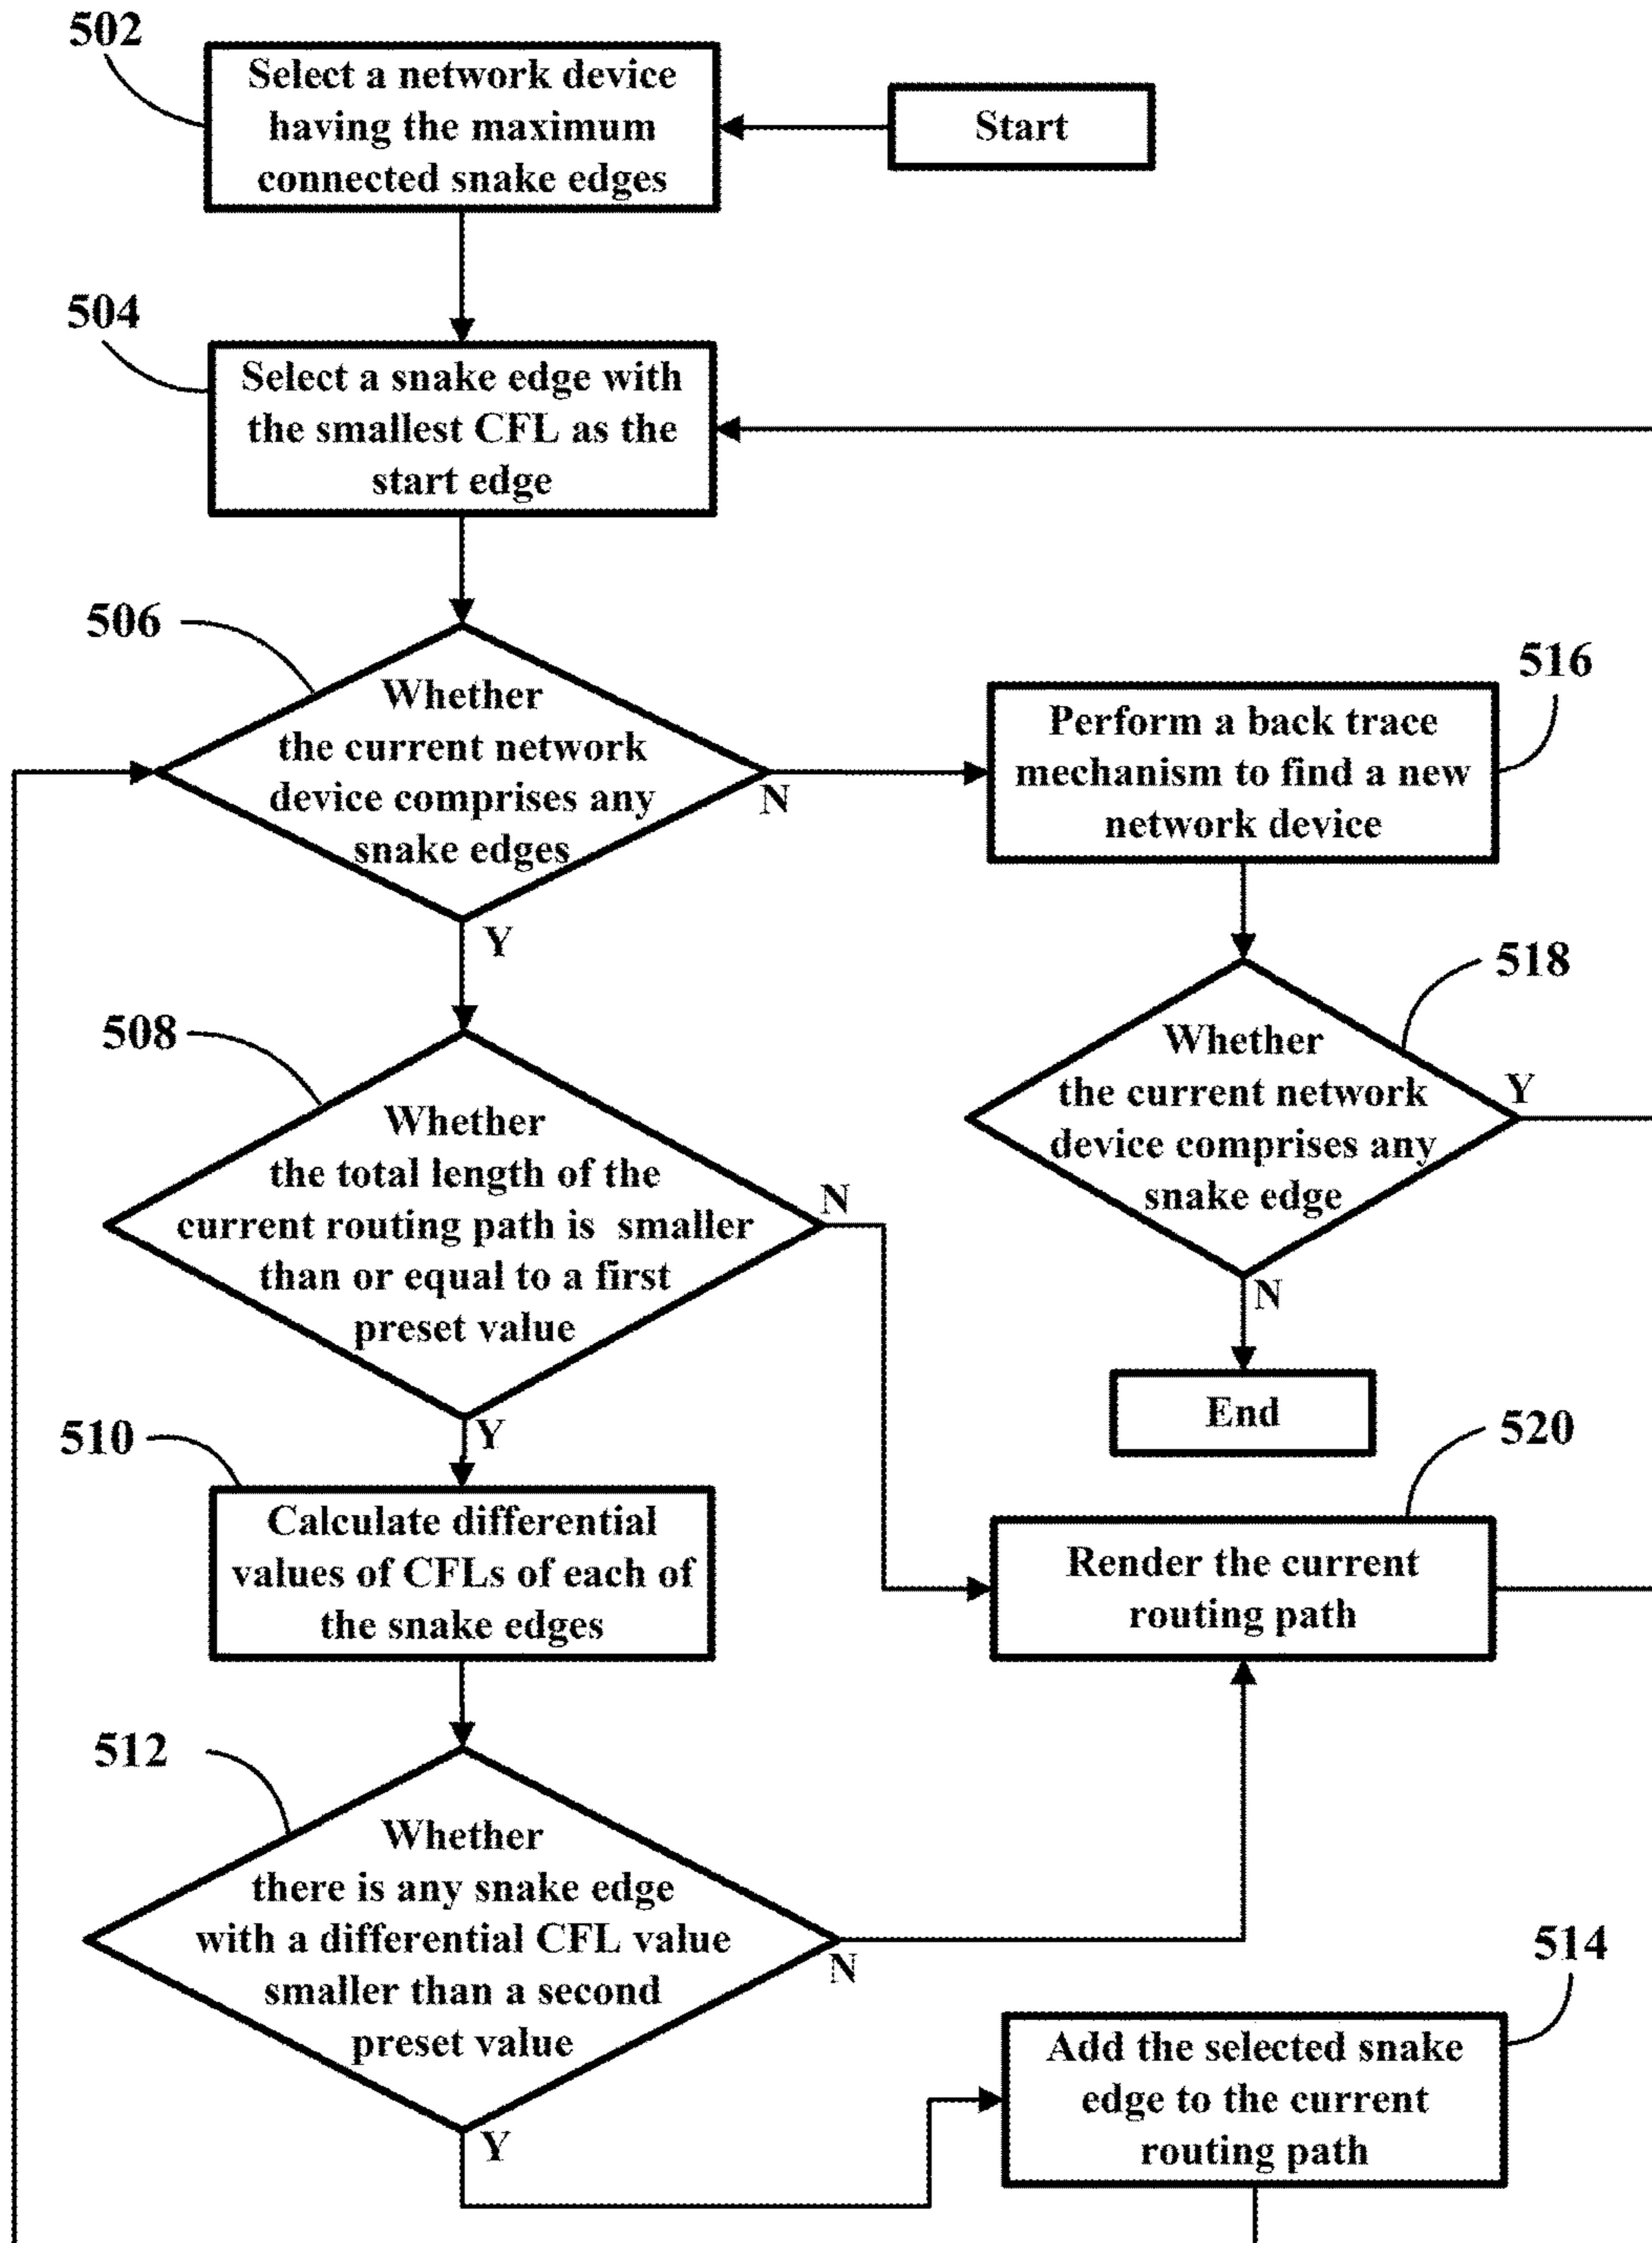 502
Select a network device
having the maximum
connected snake edges
Start
504
Select a snake edge with
the smallest CFL as the
start edge
506
Whether
the current network
device comprises any
snake edges
N
Y
516
Perform a back trace
mechanism to find a new
network device
518
Whether
the current network
device comprises any
snake edge
Y
N
End
508
Whether
the total length of the
current routing path is smaller
than or equal to a first
preset value
N
Y
510
Calculate differential
values of CFLs of each of
the snake edges
520
Render the current
routing path
512
Whether
there is any snake edge
with a differential CFL value
smaller than a second
preset value
N
Y
514
Add the selected snake
edge to the current
routing path